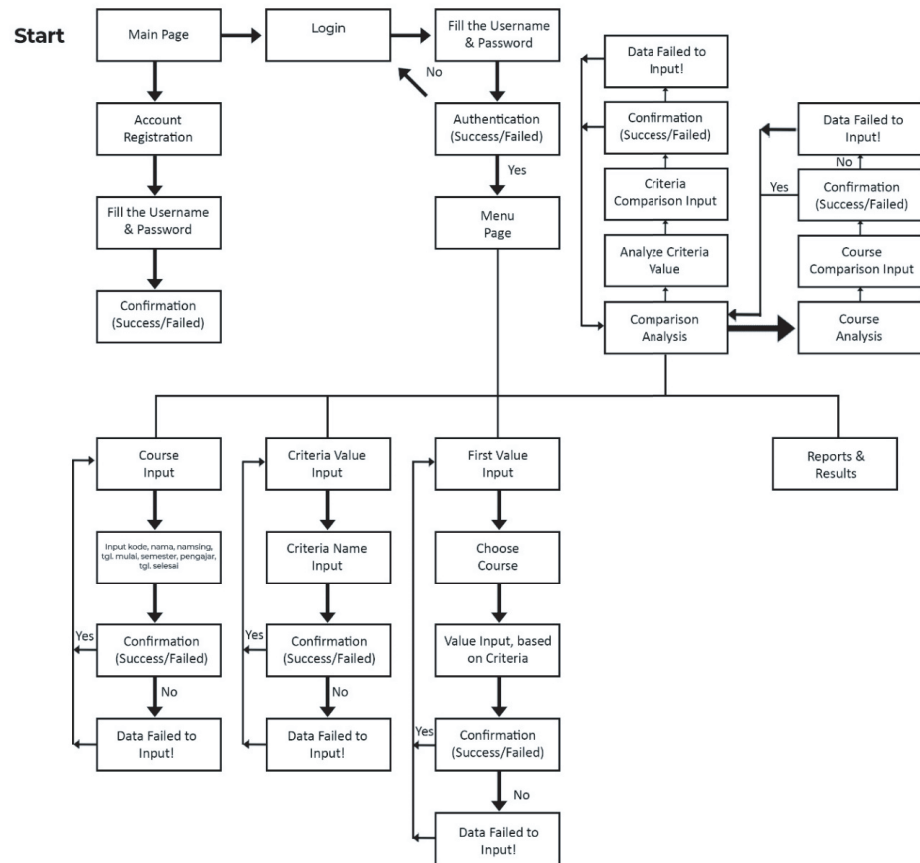 Start
Main Page
Login
Fill the Username
& Password
No
Account
Registration
Authentication
(Success/Failed)
Yes
Fill the Username
& Password
Menu
Page
Confirmation
(Success/Failed)
Data Failed to
Input!
Confirmation
(Success/Failed)
Criteria
Comparison Input
Analyze Criteria
Value
Comparison
Analysis
Data Failed to
Input!
No
Yes
Confirmation
(Success/Failed)
Course
Comparison Input
Course
Analysis
Course
Input
Input kode, nama, namsing,
tgl. mulai, semester, pengajar,
tgl. selesai
Yes
Confirmation
(Success/Failed)
No
Data Failed to
Input!
Criteria Value
Input
Criteria Name
Input
Yes
Confirmation
(Success/Failed)
No
Data Failed to
Input!
First Value
Input
Choose
Course
Value Input, based
on Criteria
Yes
Confirmation
(Success/Failed)
No
Data Failed to
Input!
Reports &
Results